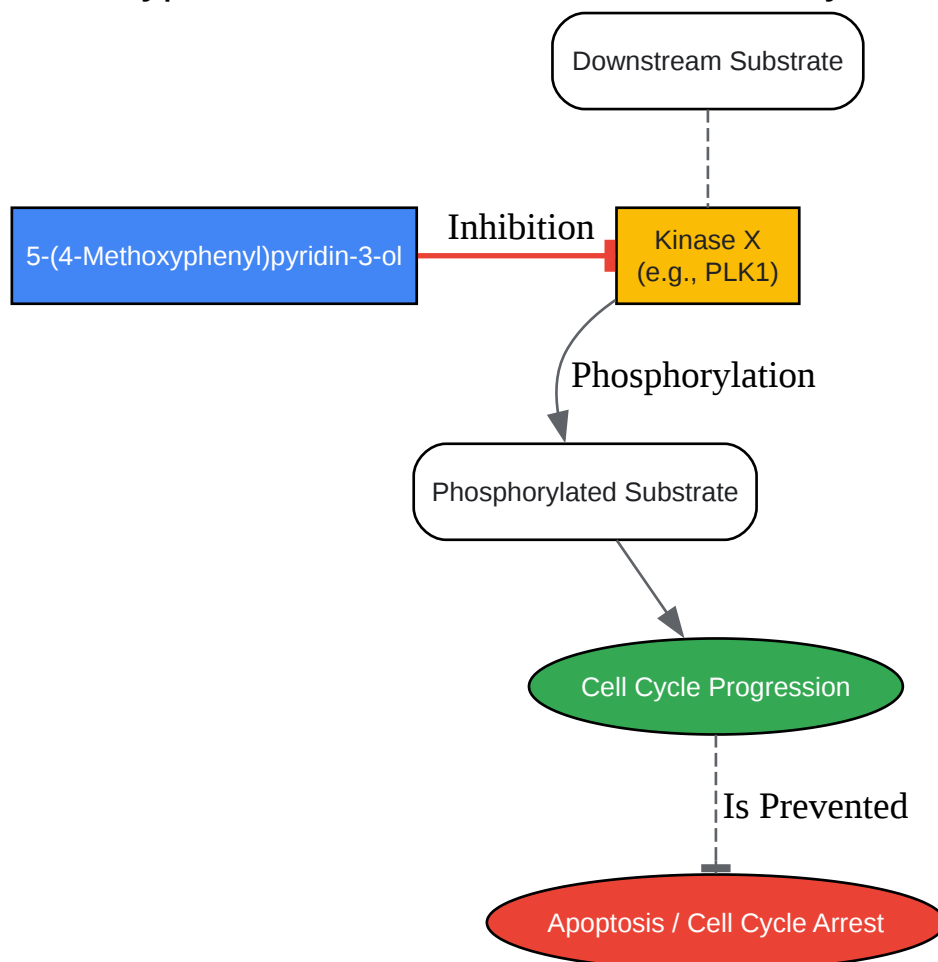 Downstream Substrate
5-(4-Methoxyphenyl)pyridin-3-ol
Inhibition
Kinase X
(e.g., PLK1)
Phosphorylation
Phosphorylated Substrate
Cell Cycle Progression
Is Prevented
Apoptosis / Cell Cycle Arrest